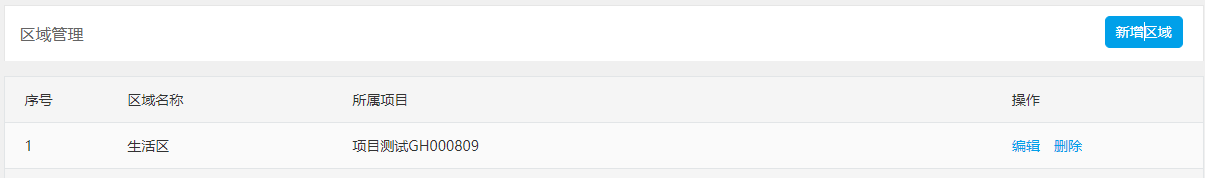 区域管理
新增区域
序号 区域名称 所属项目 操作
1 生活区 项目测试GH000809 编辑 删除